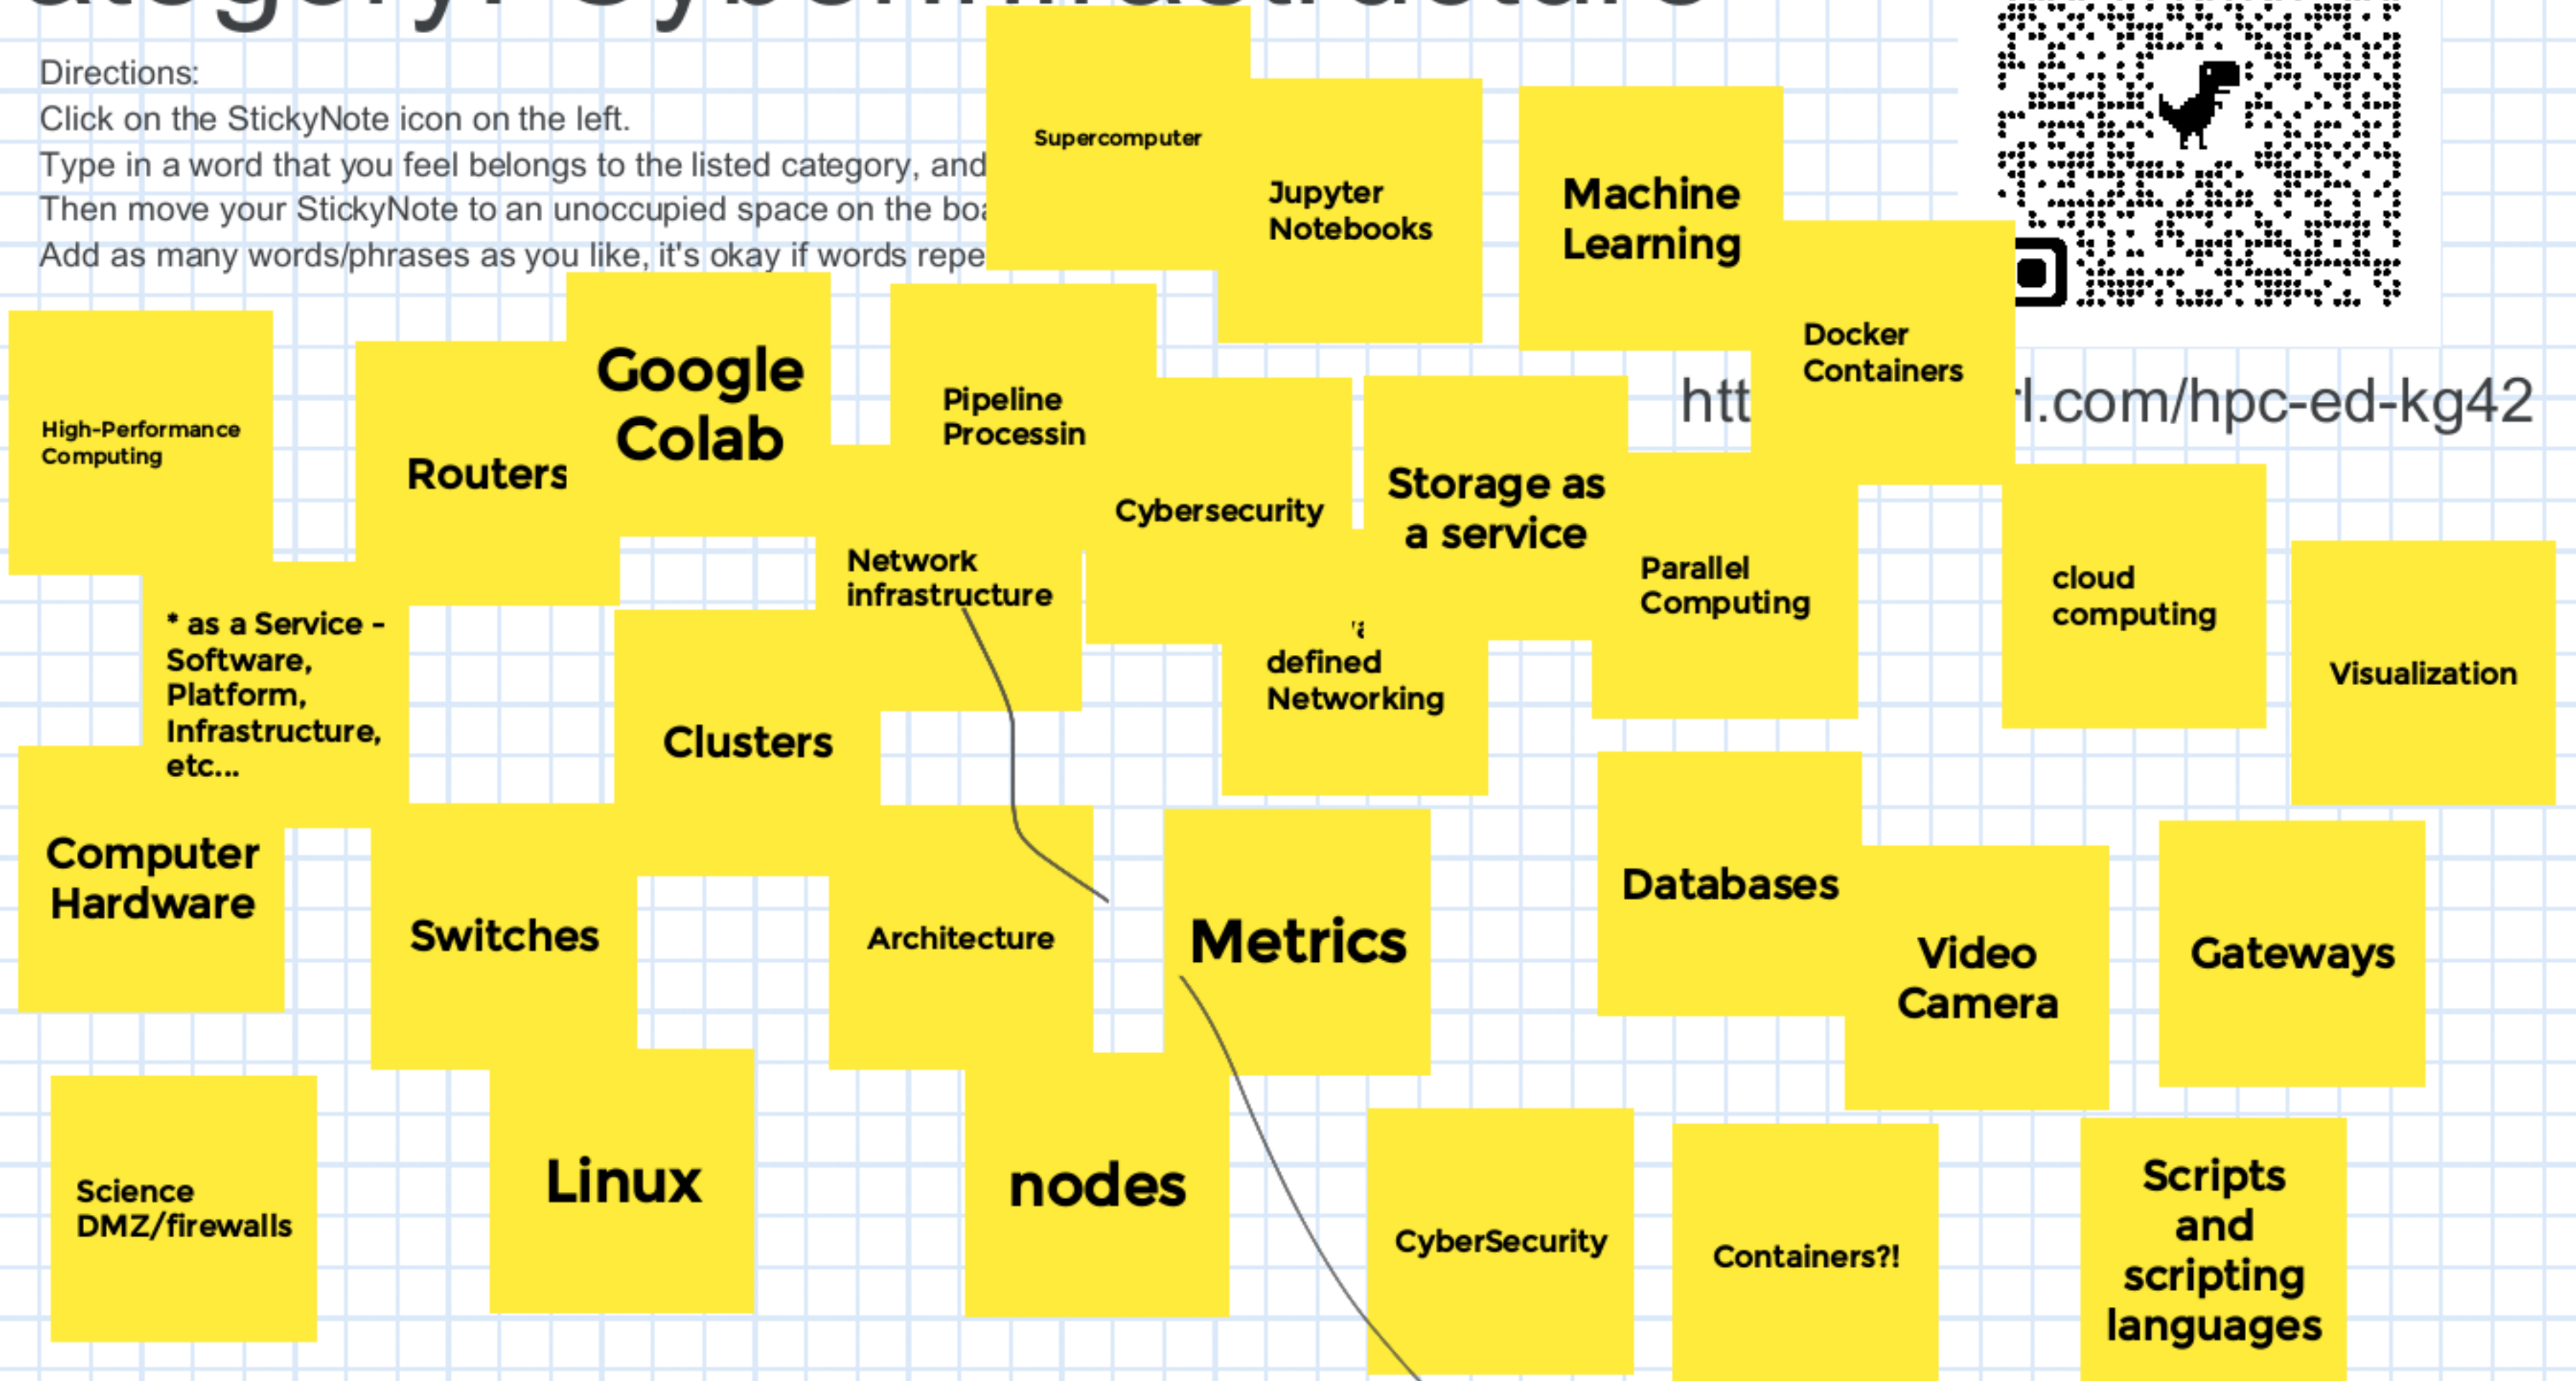 Directions:
Click on the StickyNote icon on the left.
Type in a word that you feel belongs to the listed category, and
Then move your StickyNote to an unoccupied space on the
Add as many words/phrases as you like, it's okay if words
Supercomputer
Jupyter
Notebooks
Machine
Learning
Docker
Containers
rl.com/hpc-ed-kg42
High-Performance
Computing
Routers
Google
Colab
Pipeline
Processin
Cybersecurity
Storage as
a service
Network
infrastructure
Parallel
Computing
cloud
computing
Visualization
* as a Service -
Software,
Platform,
Infrastructure,
etc...
defined
Networking
Clusters
Computer
Hardware
Switches
Architecture
Metrics
Databases
Video
Camera
Gateways
Science
DMZ/firewalls
Linux
nodes
CyberSecurity
Containers?!
Scripts
and
scripting
languages